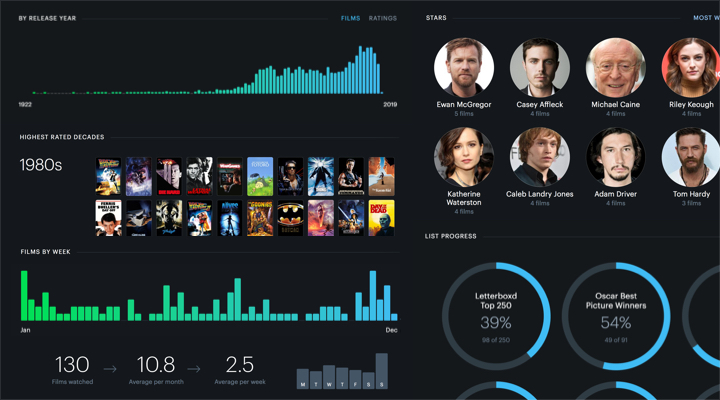 BY RELEASE YEAR
FILMS
RATINGS
1922
2019
HIGHEST RATED DECADES
1980s
FILMS BY WEEK
Jan
Dec
130
10.8
2.5
Films watched
Average per month
Average per week
M T W T F S S
STARS
MOST W
Ewan McGregor
Casey Affleck
Michael Caine
Riley Keough
5 films
4 films
4 films
4 films
Katherine
Waterston
Caleb Landry Jones
Adam Driver
Tom Hardy
4 films
4 films
4 films
3 films
LIST PROGRESS
Letterboxd
Top 250
39%
98 of 250
Oscar Best
Picture Winners
54%
49 of 91